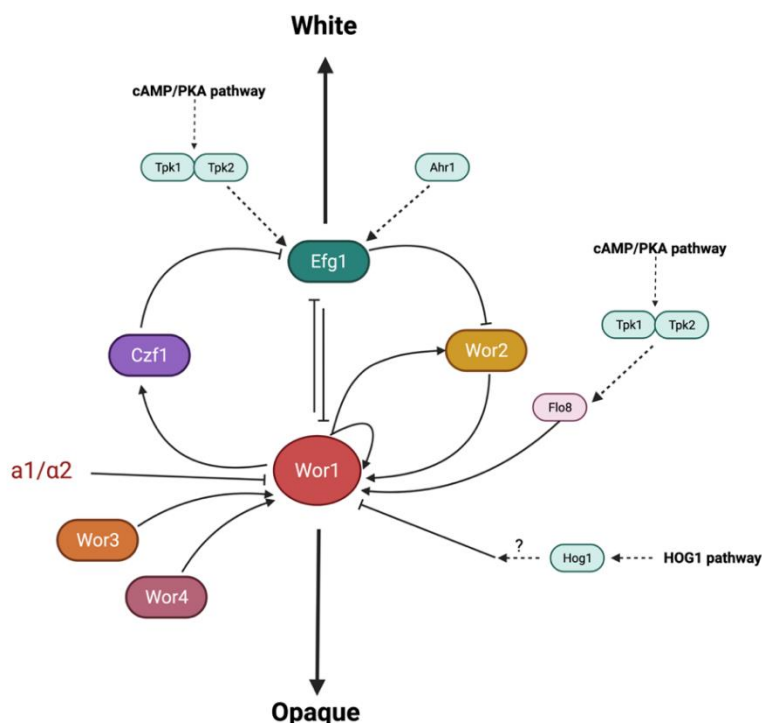 White
cAMP/PKA pathway
Tpk1 Tpk2
Ahr1
Efg1
cAMP/PKA pathway
Tpk1 Tpk2
Czf1
Wor2
Flo8
a1/α2
Wor1
Wor3
?
Hog1
HOG1 pathway
Wor4
Opaque